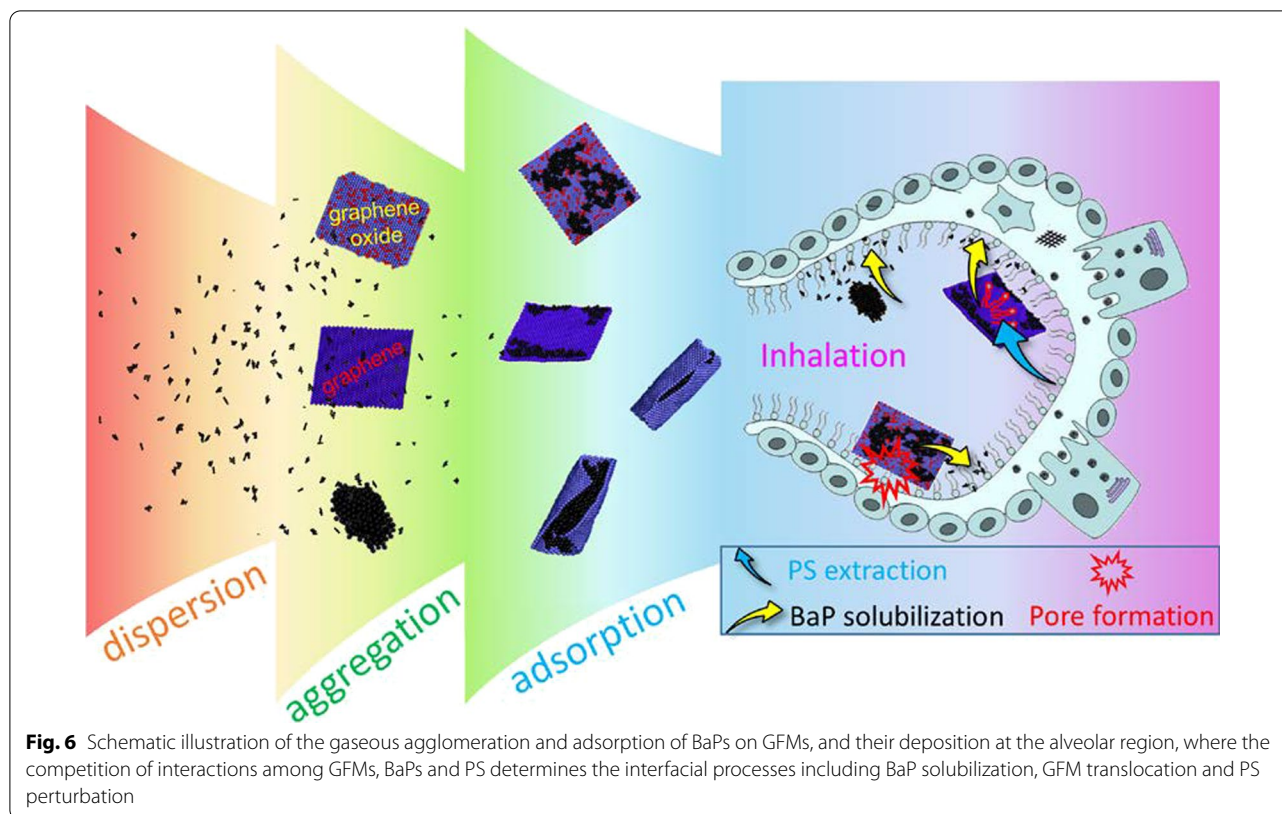 graphene
oxide
graphene
Inhalation
dispersion
aggregation
adsorption
PS extraction
BaP solubilization
Pore formation
Fig. 6 Schematic illustration of the gaseous agglomeration and adsorption of BaPs on GFMs, and their deposition at the alveolar region, where the
competition of interactions among GFMs, BaPs and PS determines the interfacial processes including BaP solubilization, GFM translocation and PS
perturbation